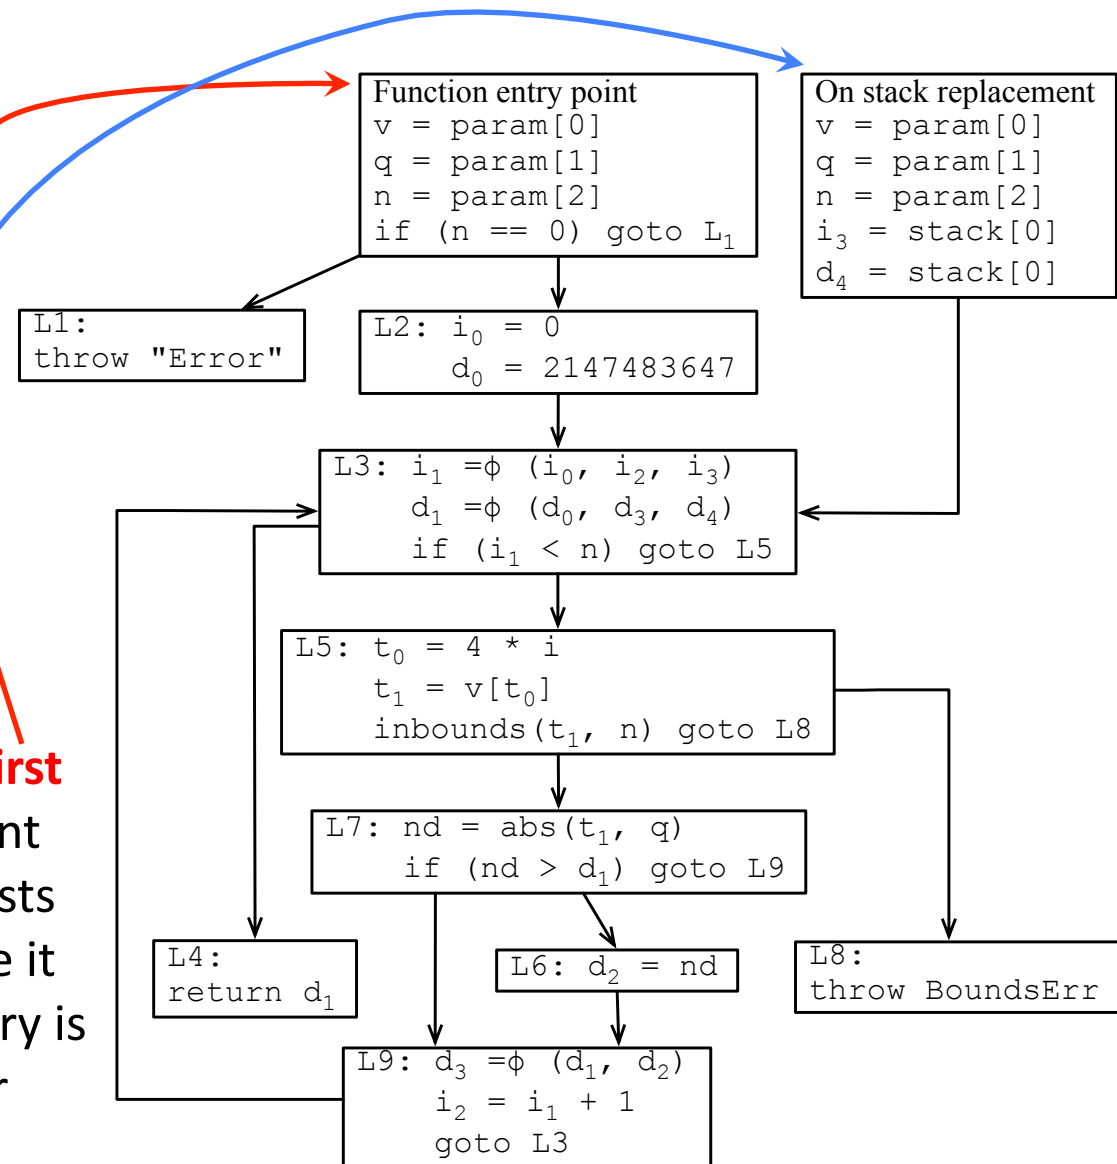 Function entry point
v = param[0]
q = param[1]
n = param[2]
if (n == 0) goto L₁
On stack replacement
v = param[0]
q = param[1]
n = param[2]
i₃ = stack[0]
d₄ = stack[0]
L1:
throw "Error"
L2: i₀ = 0
d₀ = 2147483647
L3: i₁ =ϕ (i₀, i₂, i₃)
d₁ =ϕ (d₀, d₃, d₄)
if (i₁ < n) goto L5
L5: t₀ = 4 * i
t₁ = v[t₀]
inbounds(t₁, n) goto L8
L7: nd = abs(t₁, q)
if (nd > d₁) goto L9
L4:
return d₁
L6: d₂ = nd
L8:
throw BoundsErr
L9: d₃ =ϕ (d₁, d₂)
i₂ = i₁ + 1
goto L3
irst
nt
sts
e it
ry is
r